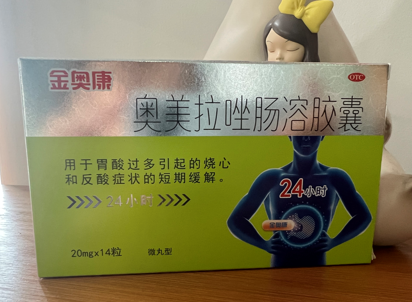 金奥康
OTC
奥美拉唑肠溶胶囊
用于胃酸过多引起的烧心
和反酸症状的短期缓解。
24小时
24小时
20mg×14粒
微丸型